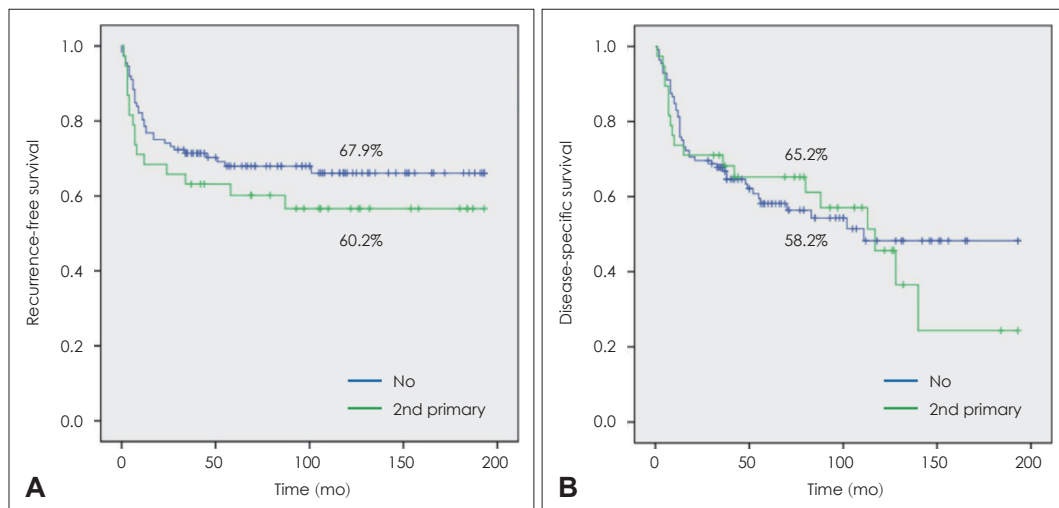 1.0
0.8
0.6
0.4
0.2
0.0
Recurrence-free survival
67.9%
60.2%
No
2nd primary
0 50 100 150 200
Time (mo)
A
1.0
0.8
0.6
0.4
0.2
0.0
Disease-specific survival
65.2%
58.2%
No
2nd primary
0 50 100 150 200
Time (mo)
B